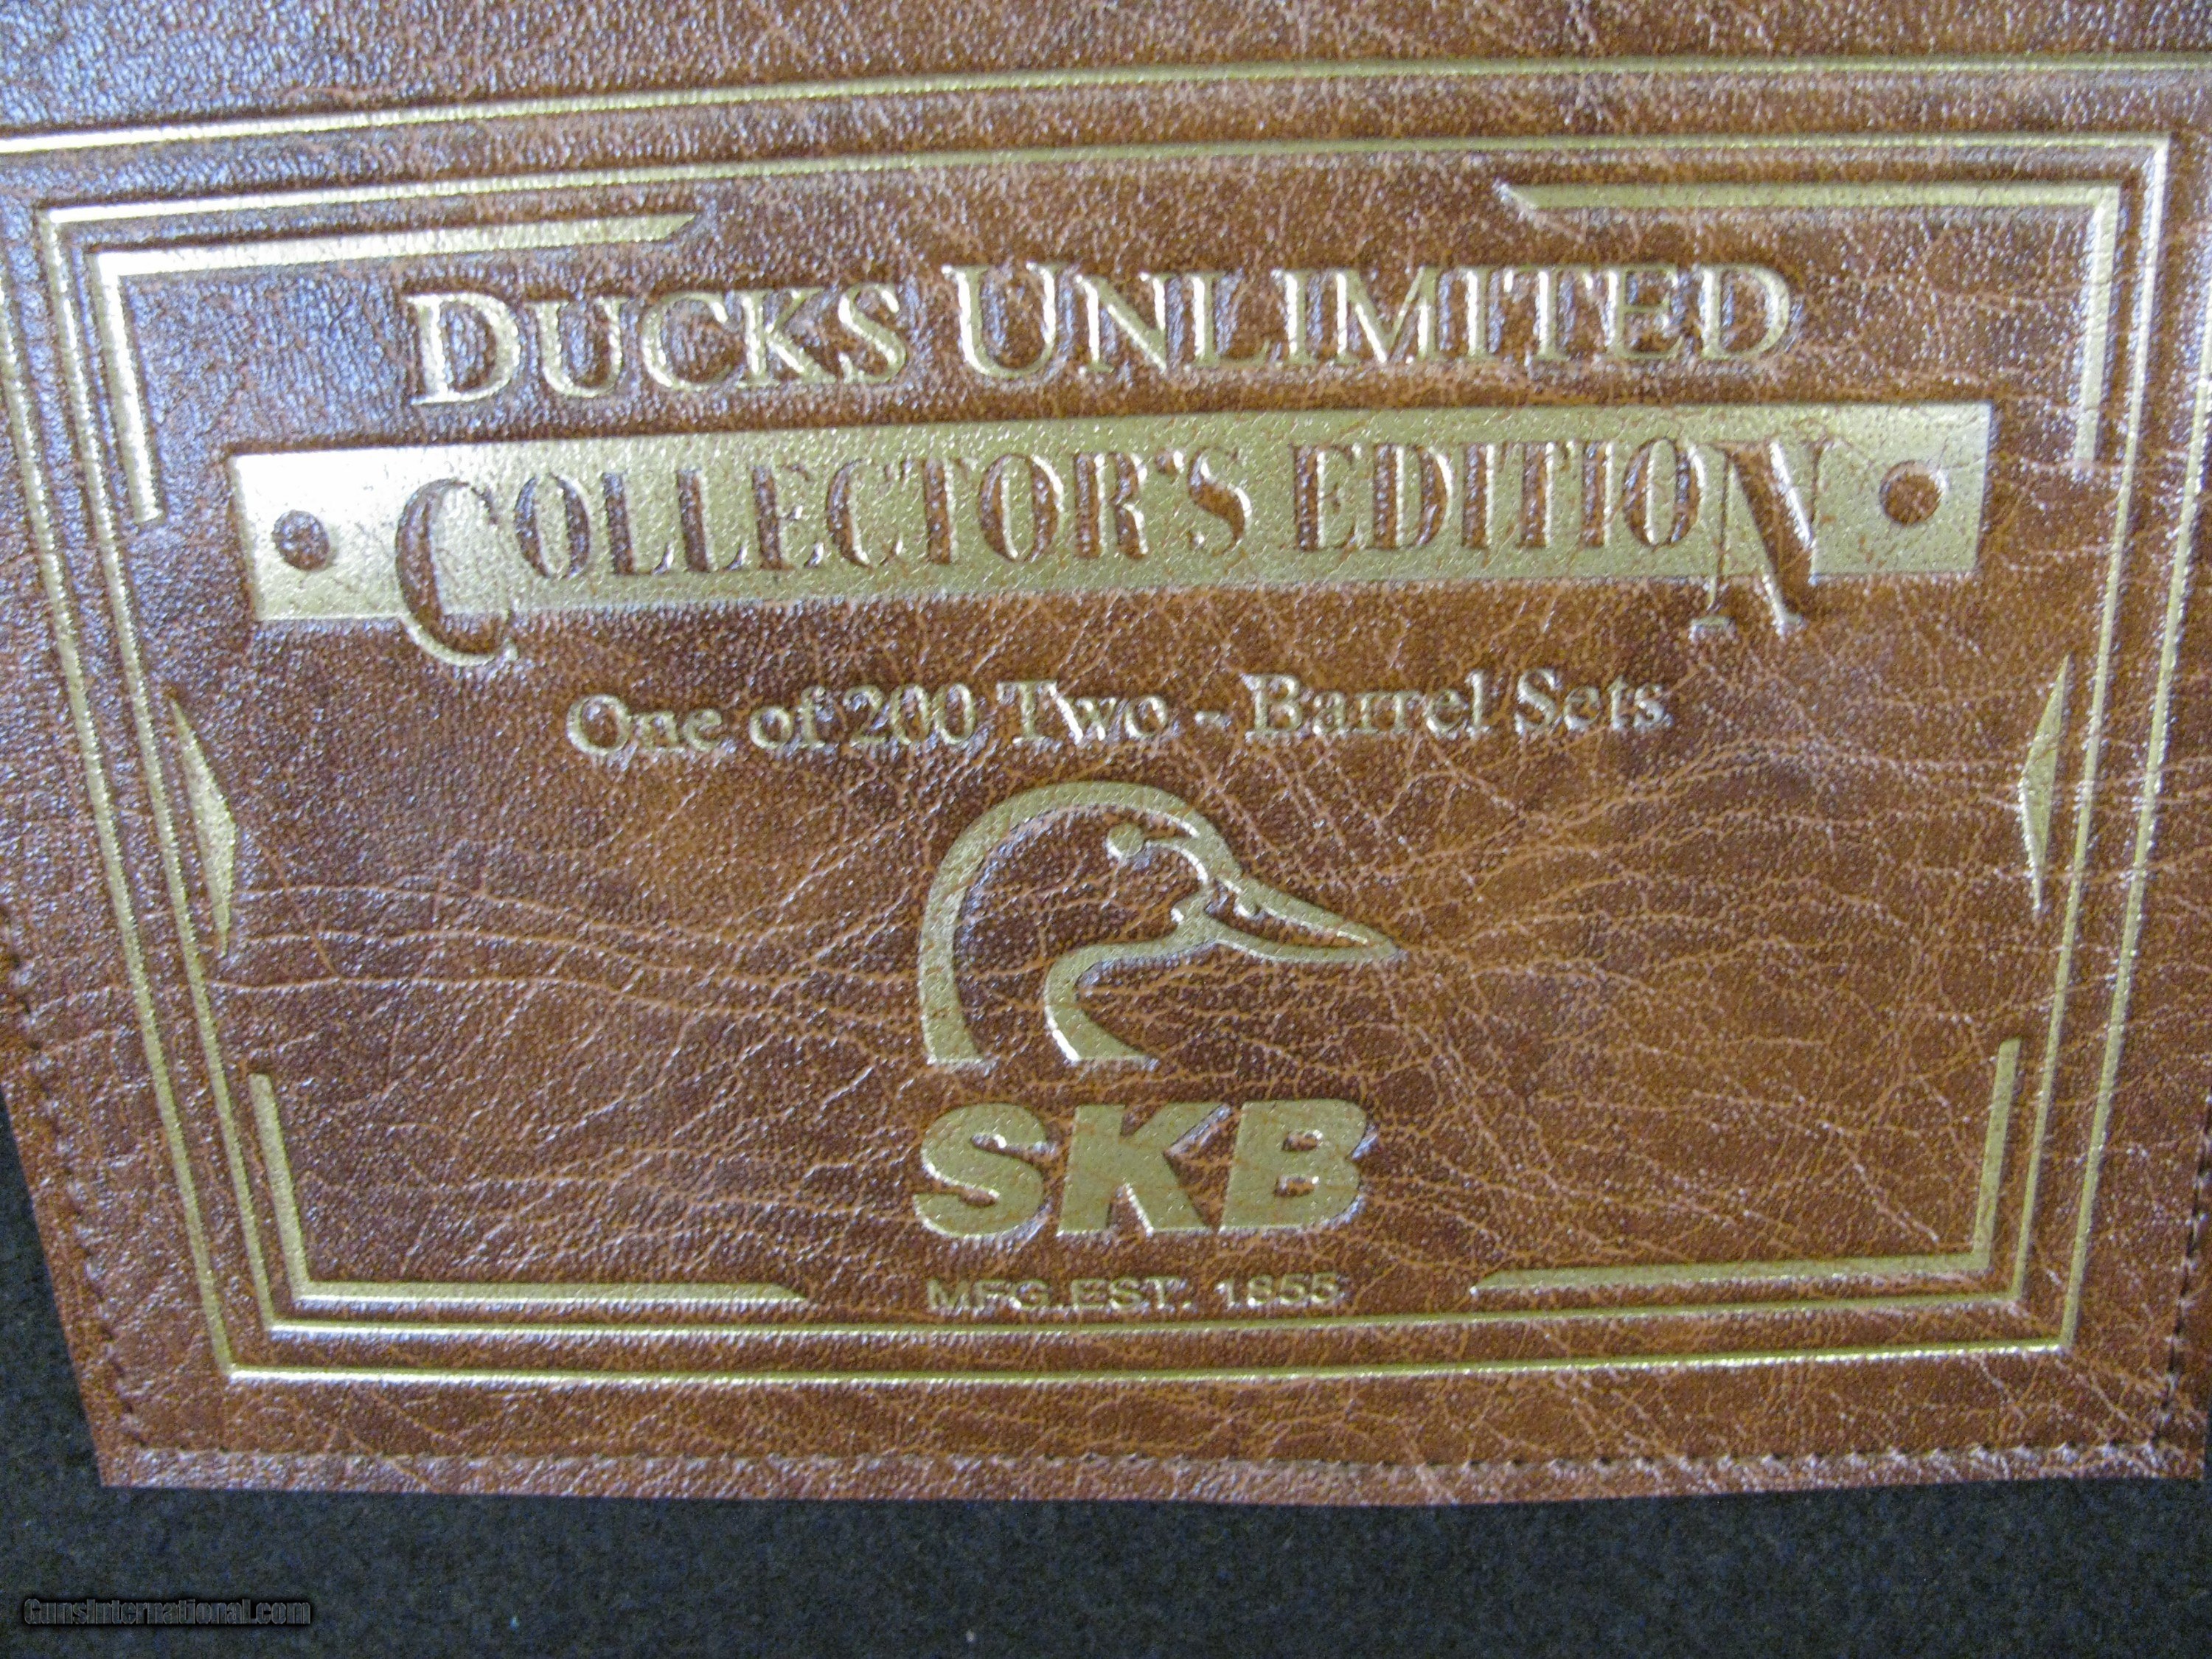 DUCKS UNLIMITED
COLLECTOR'S EDITION
One of 200 Two - Barrel Sets
SKB
MFG. EST. 1855
GunsInternational.com